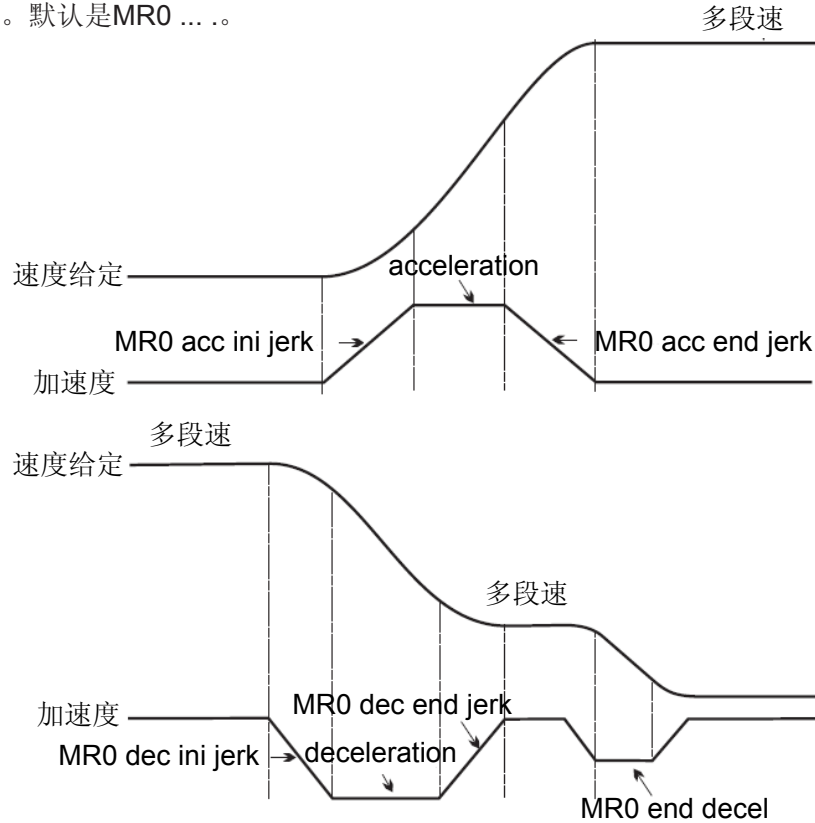 。默认是MR0 ... .。
多段速
速度给定
acceleration
MR0 acc ini jerk
MR0 acc end jerk
加速度
多段速
速度给定
多段速
MR0 dec end jerk
加速度
MR0 dec ini jerk
deceleration
MR0 end decel